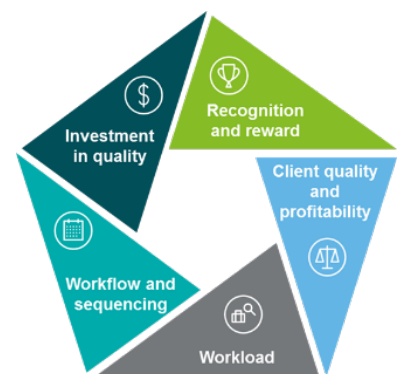 Recognition
and reward
Client quality
and
profitability
Workload
Workflow and
sequencing
Investment
in quality
$